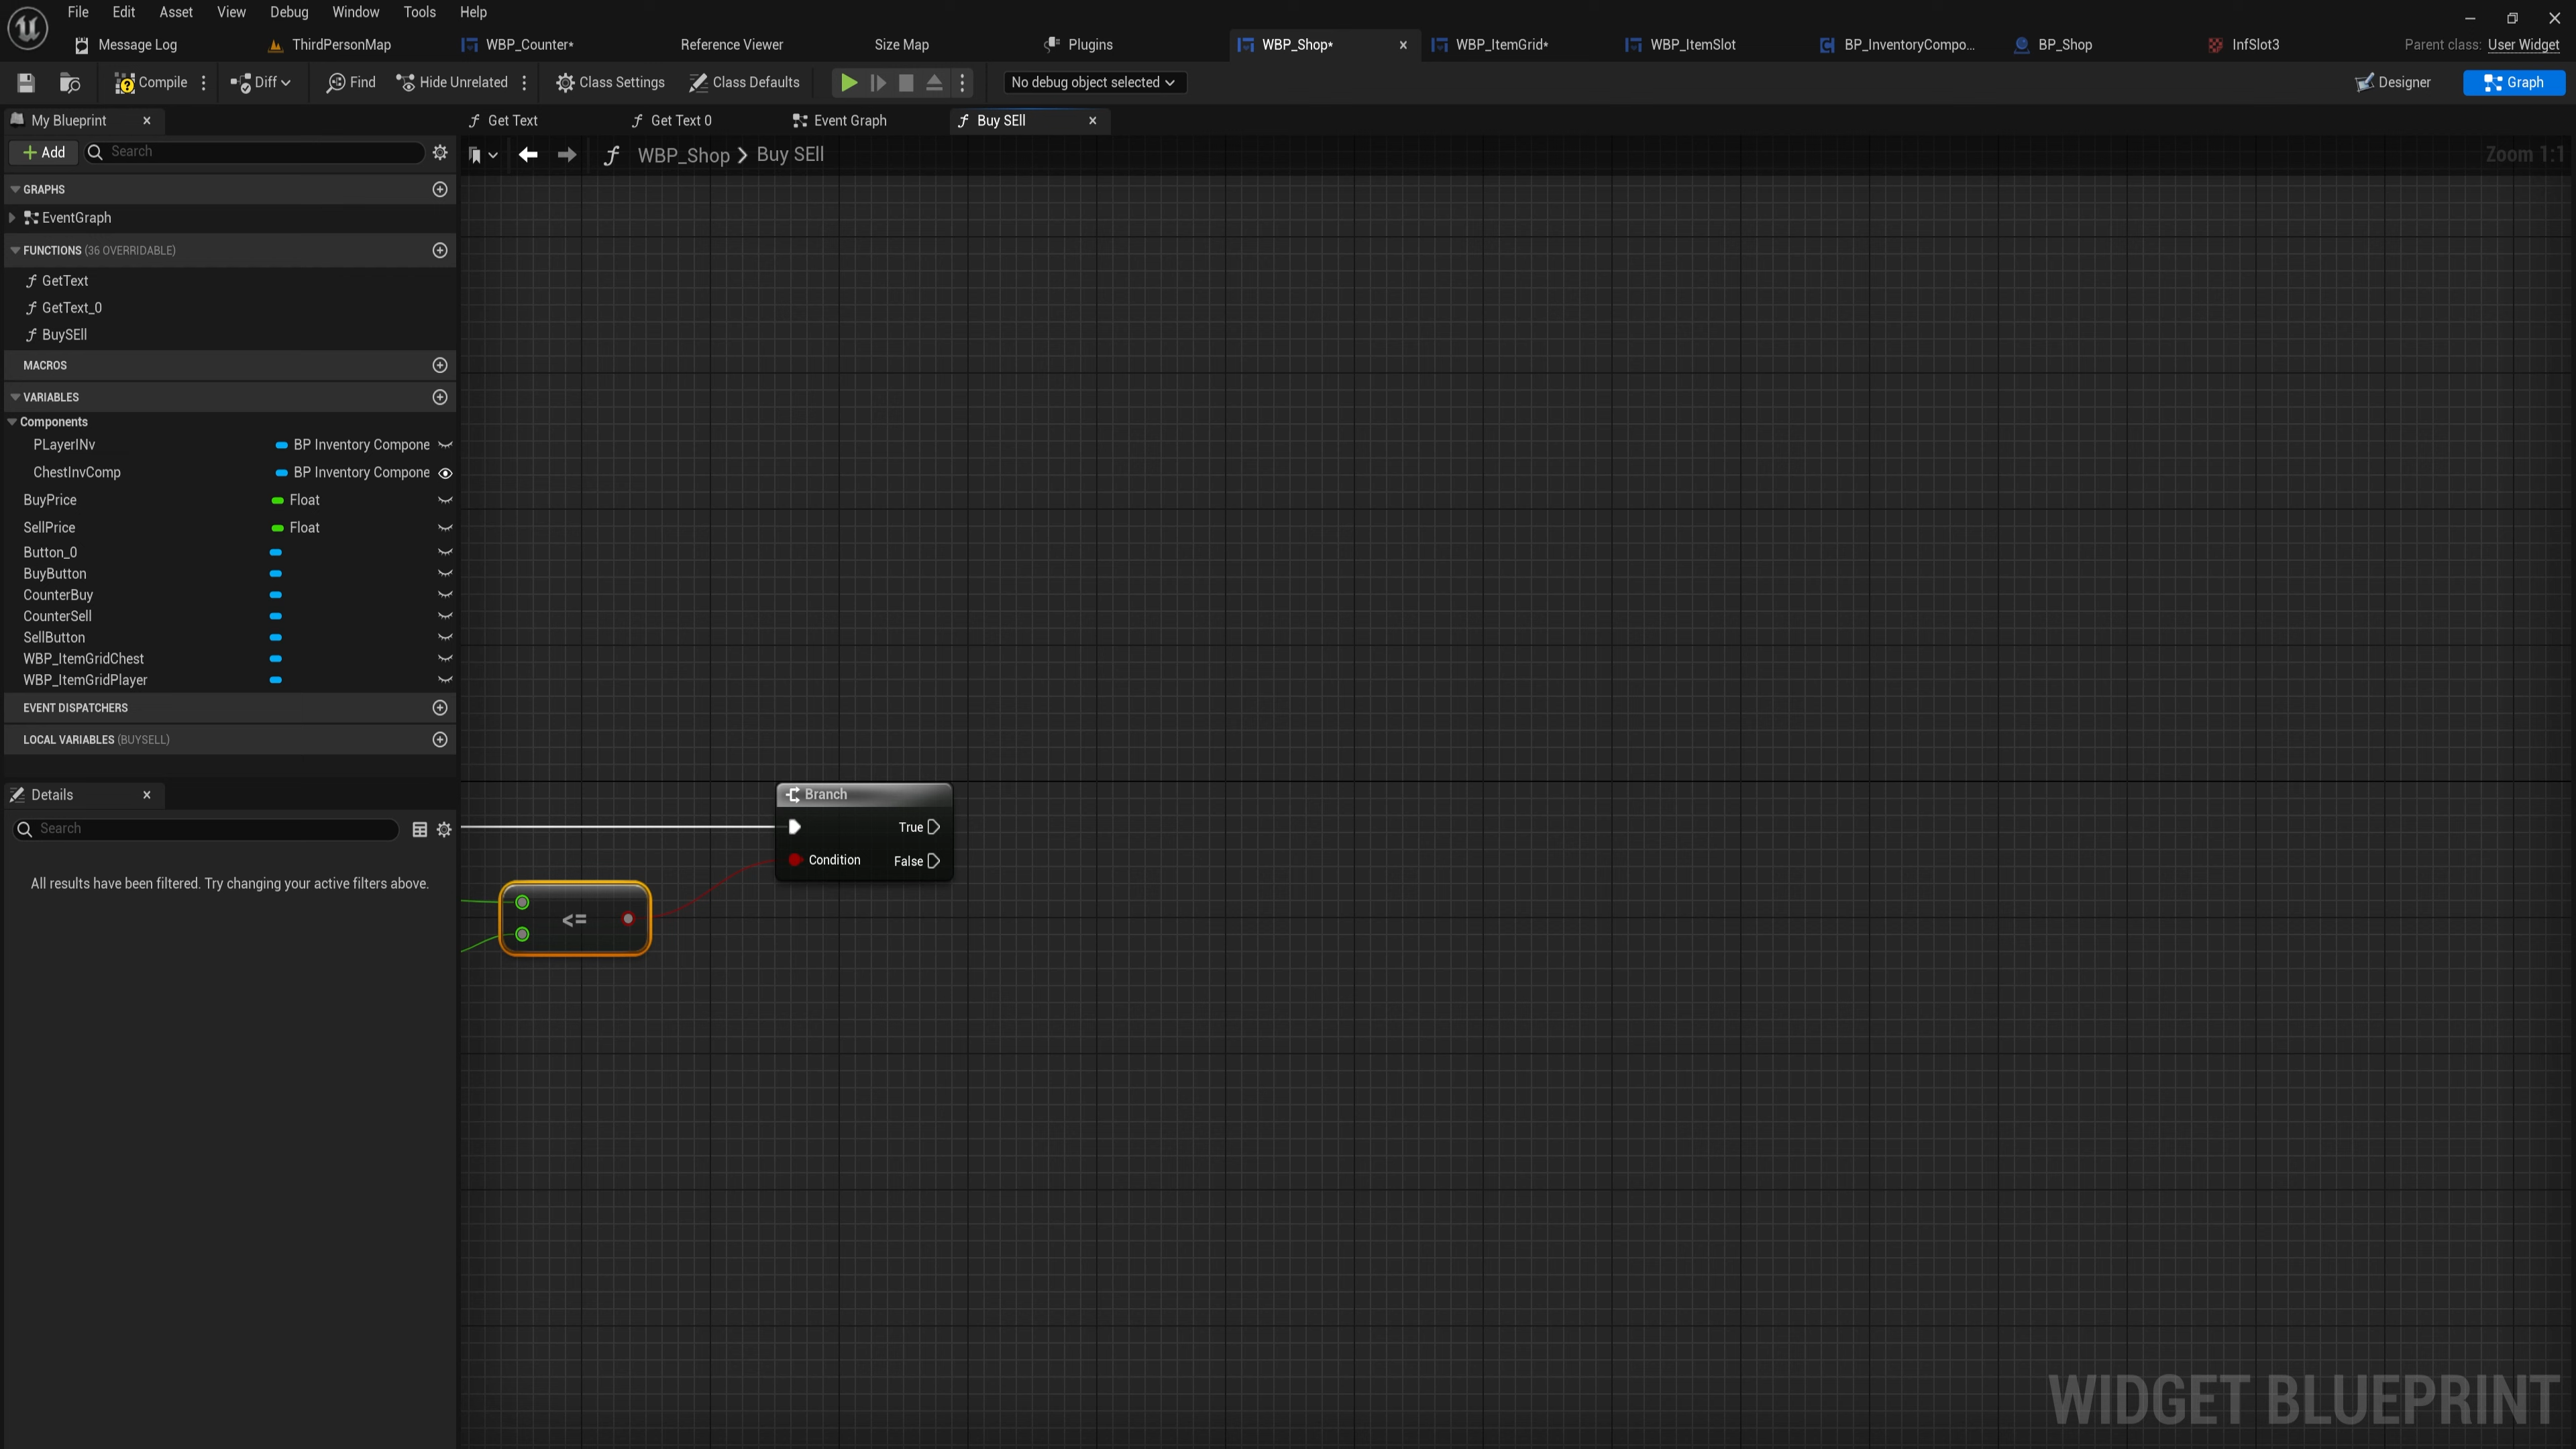 File Edit Asset View Debug Window Tools Help
Message Log ThirdPersonMap WBP_Counter* Reference Viewer Size Map Plugins WBP_Shop* WBP_ItemGrid* WBP_ItemSlot BP_InventoryCompo... BP_Shop InfSlot3 Parent class: User Widget
Compile Diff Find Hide Unrelated Class Settings Class Defaults No debug object selected Designer Graph
My Blueprint Get Text Get Text 0 Event Graph Buy SEll
Add Search WBP_Shop > Buy SEll Zoom 1:1
GRAPHS
EventGraph
FUNCTIONS (36 OVERRIDABLE)
GetText
GetText_0
BuySEll
MACROS
VARIABLES
Components
PLayerINv BP Inventory Compone
ChestInvComp BP Inventory Compone
BuyPrice Float
SellPrice Float
Button_0
BuyButton
CounterBuy
CounterSell
SellButton
WBP_ItemGridChest
WBP_ItemGridPlayer
EVENT DISPATCHERS
LOCAL VARIABLES (BUYSELL)
Details
Search
All results have been filtered. Try changing your active filters above.
Branch
True
Condition False
<=
WIDGET BLUEPRINT